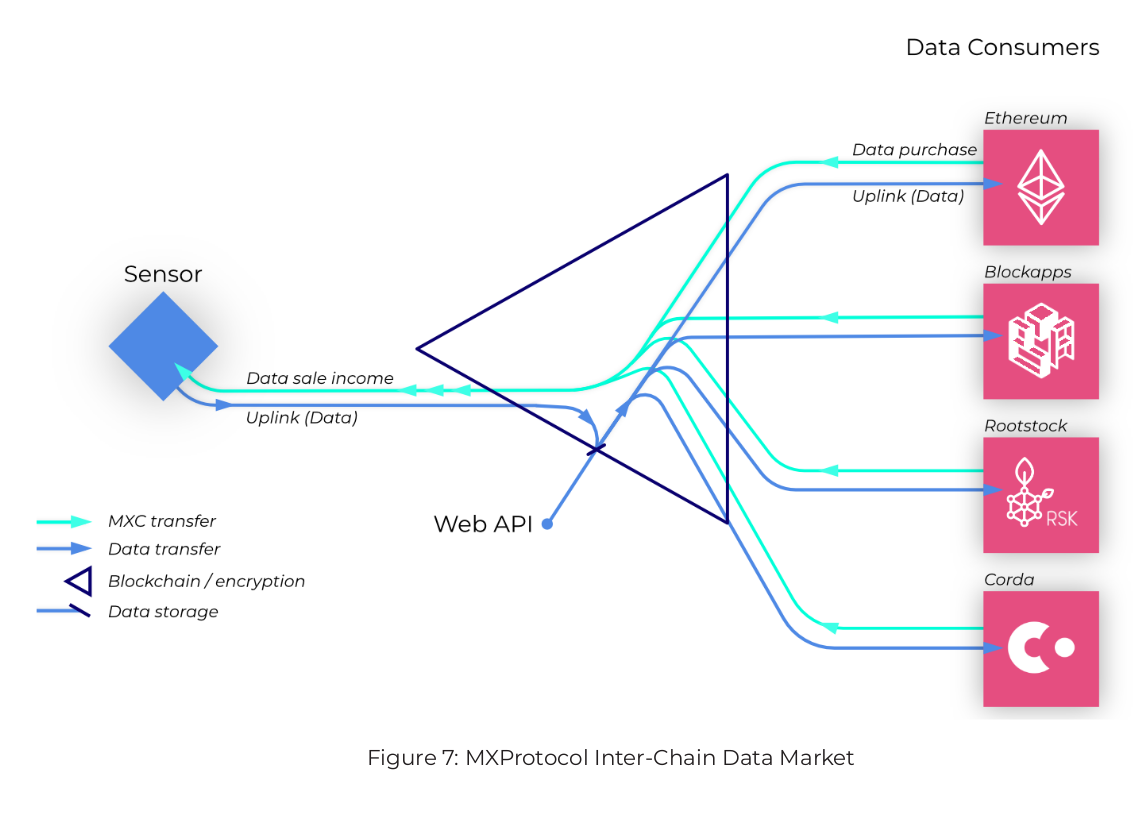 Data Consumers
Ethereum
Data purchase
Uplink (Data)
Blockapps
Sensor
Data sale income
Uplink (Data)
Rootstock
RSK
Web API
MXC transfer
Data transfer
Blockchain / encryption
Data storage
Corda
Figure 7: MXProtocol Inter-Chain Data Market